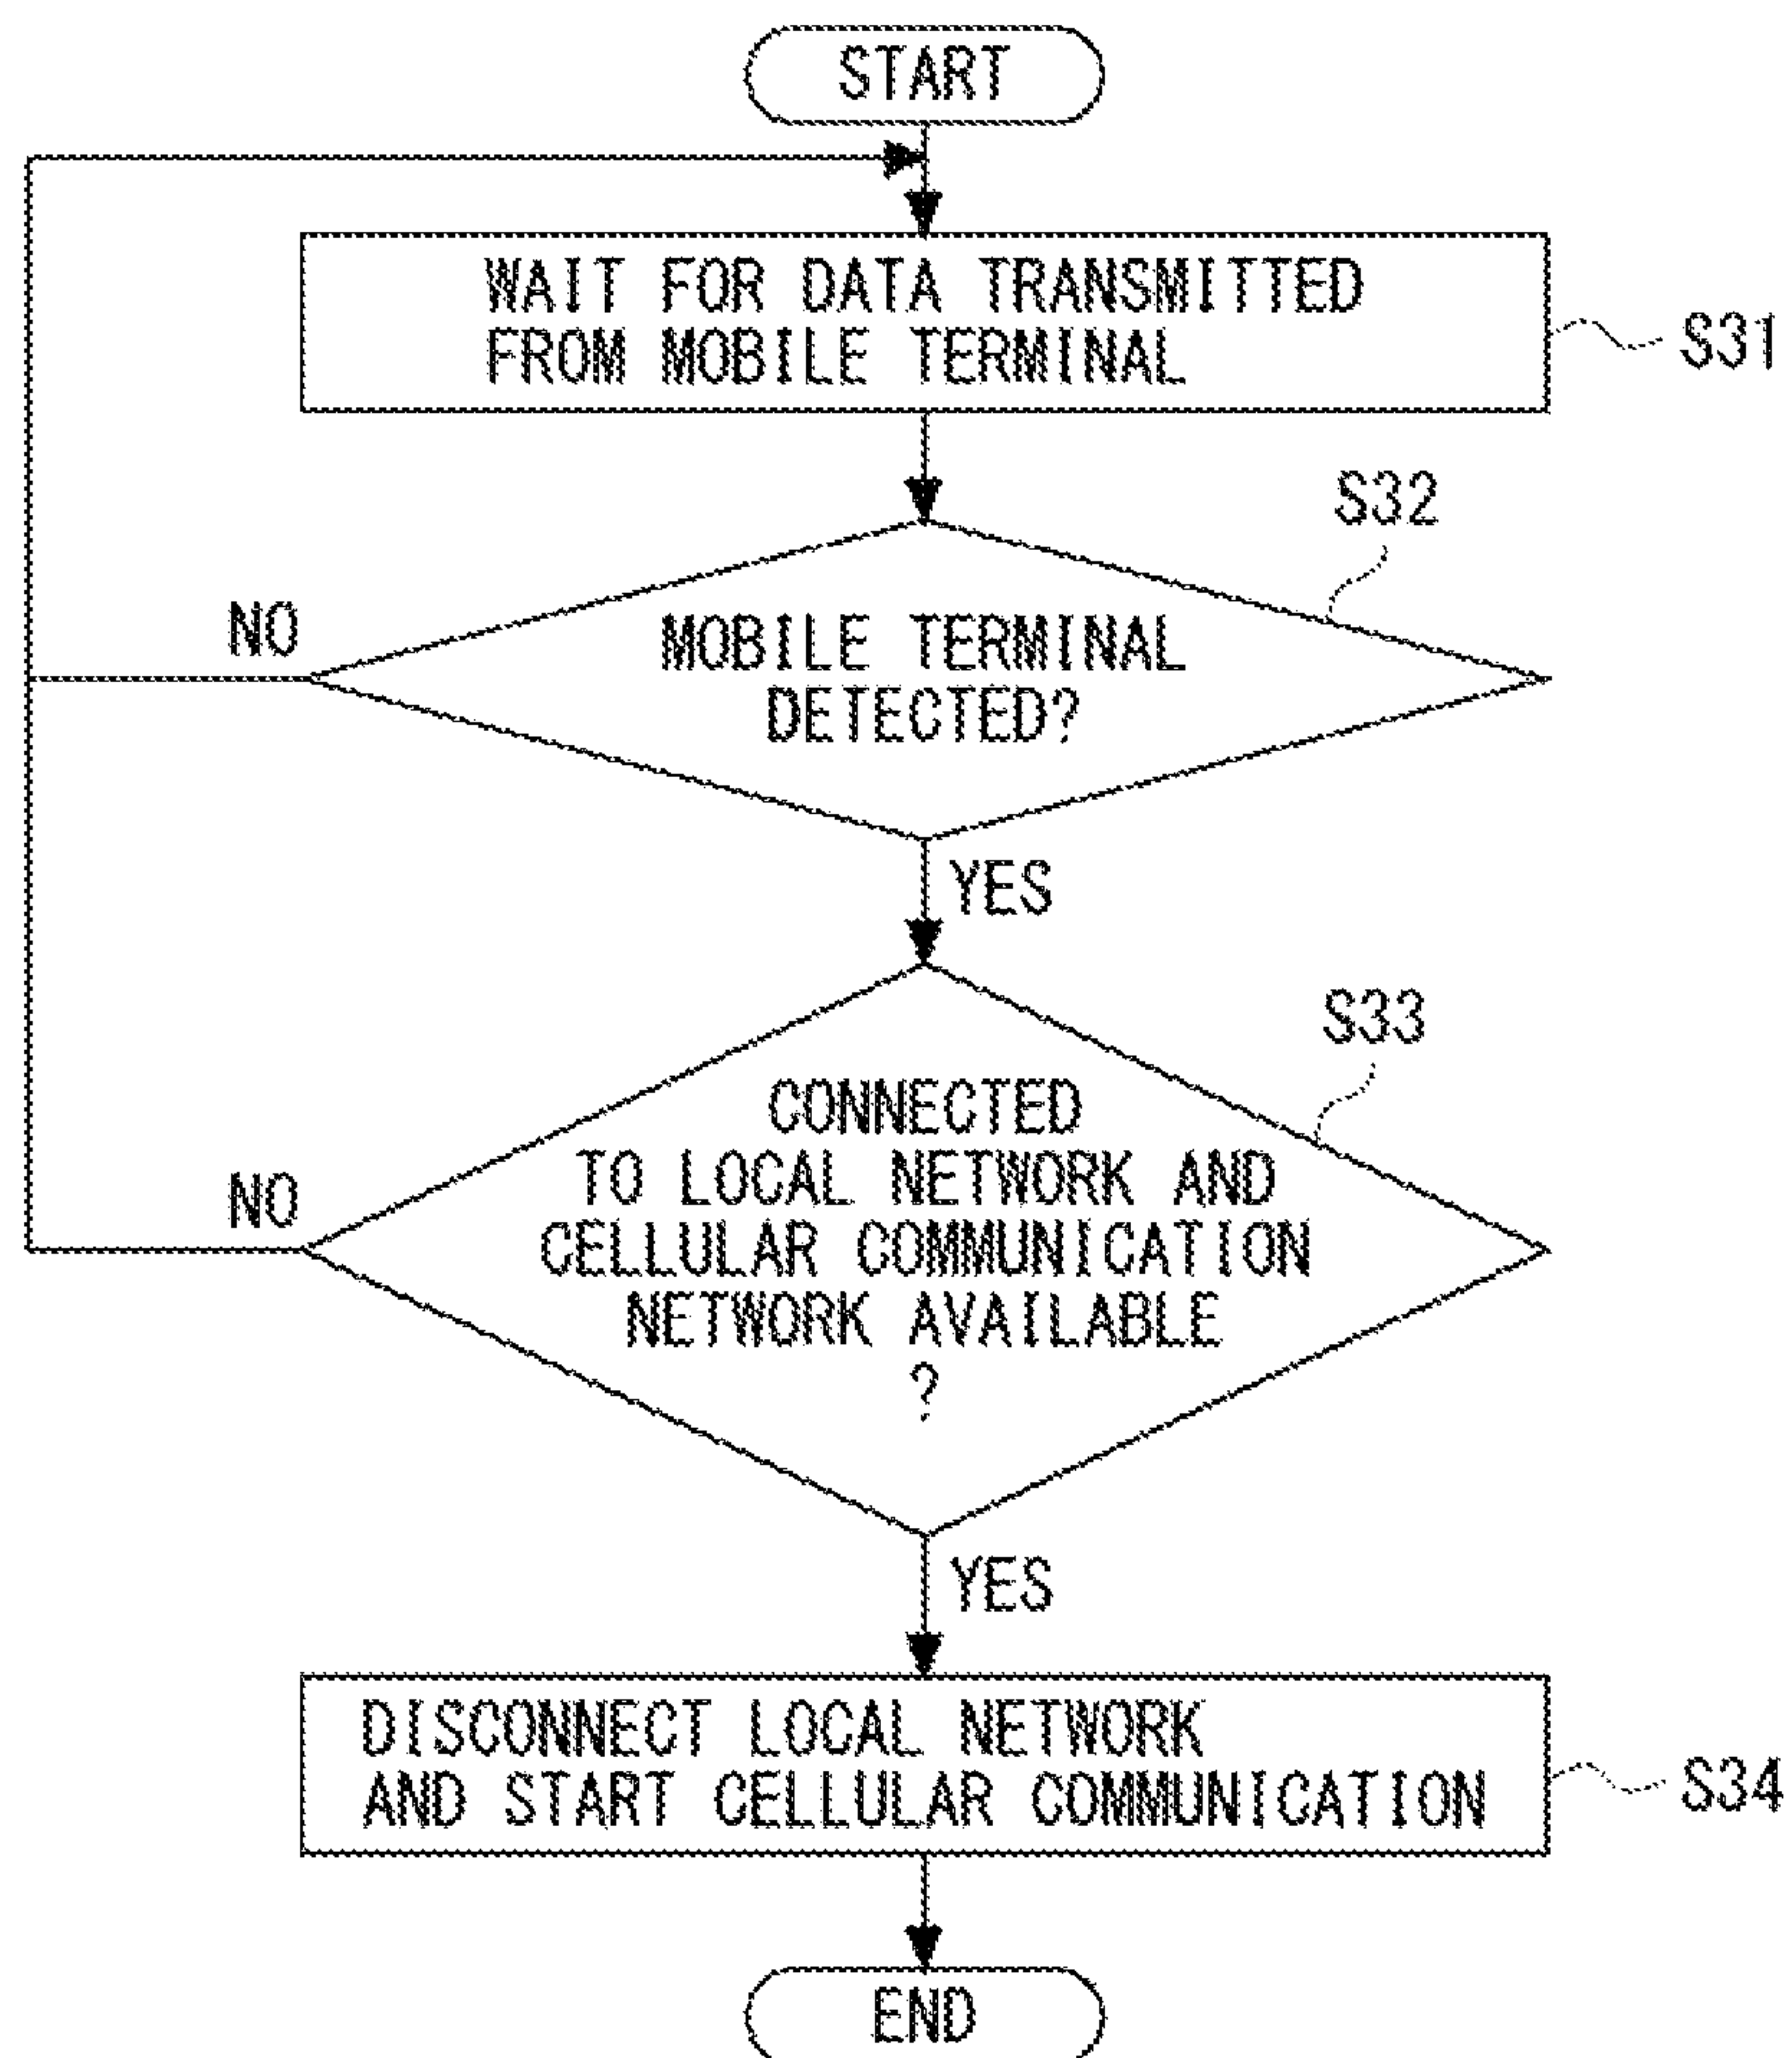 START
WAIT FOR DATA TRANSMITTED
FROM MOBILE TERMINAL
S31
S32
NO
MOBILE TERMINAL
DETECTED?
YES
S33
CONNECTED
TO LOCAL NETWORK AND
NO
CELLULAR COMMUNICATION
NETWORK AVAILABLE
?
YES
DISCONNECT LOCAL NETWORK
AND START CELLULAR COMMUNICATION
S34
END